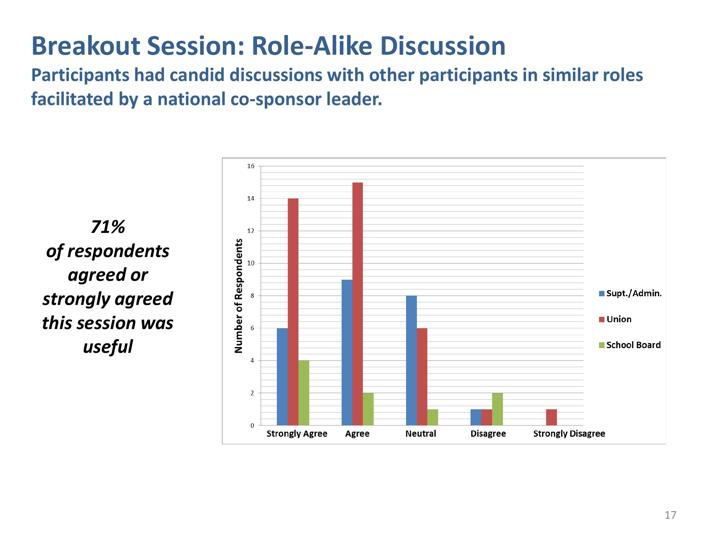 Breakout Session: Role-Alike Discussion
Participants had candid discussions with other participants in similar roles
facilitated by a national co-sponsor leader.
71%
of respondents
agreed or
strongly agreed
this session was
useful
Number of Respondents
16
14
12
10
8
6
4
2
0
Strongly Agree
Agree
Neutral
Disagree
Strongly Disagree
Supt./Admin.
Union
School Board
17